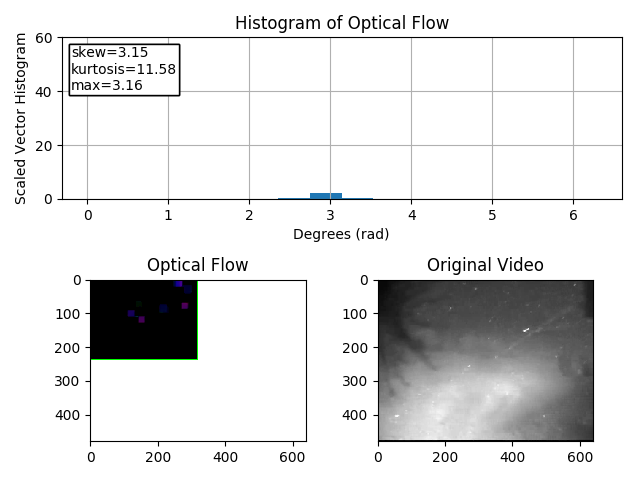 Histogram of Optical Flow
Scaled Vector Histogram
60
40
20
0
skew=3.15
kurtosis=11.58
max=3.16
0 1 2 3 4 5 6
Degrees (rad)
Optical Flow
0
100
200
300
400
0 200 400 600
Original Video
0
100
200
300
400
0 200 400 600